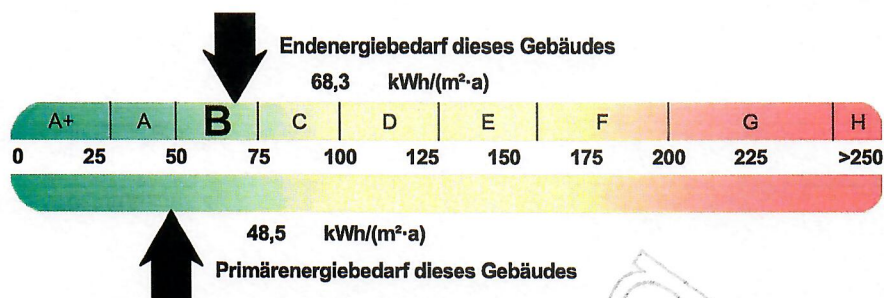 Endenergiebedarf dieses Gebäudes
68,3 kWh/(m²·a)
A+ A B C D E F G H
0 25 50 75 100 125 150 175 200 225 >250
48,5 kWh/(m²·a)
Primärenergiebedarf dieses Gebäudes